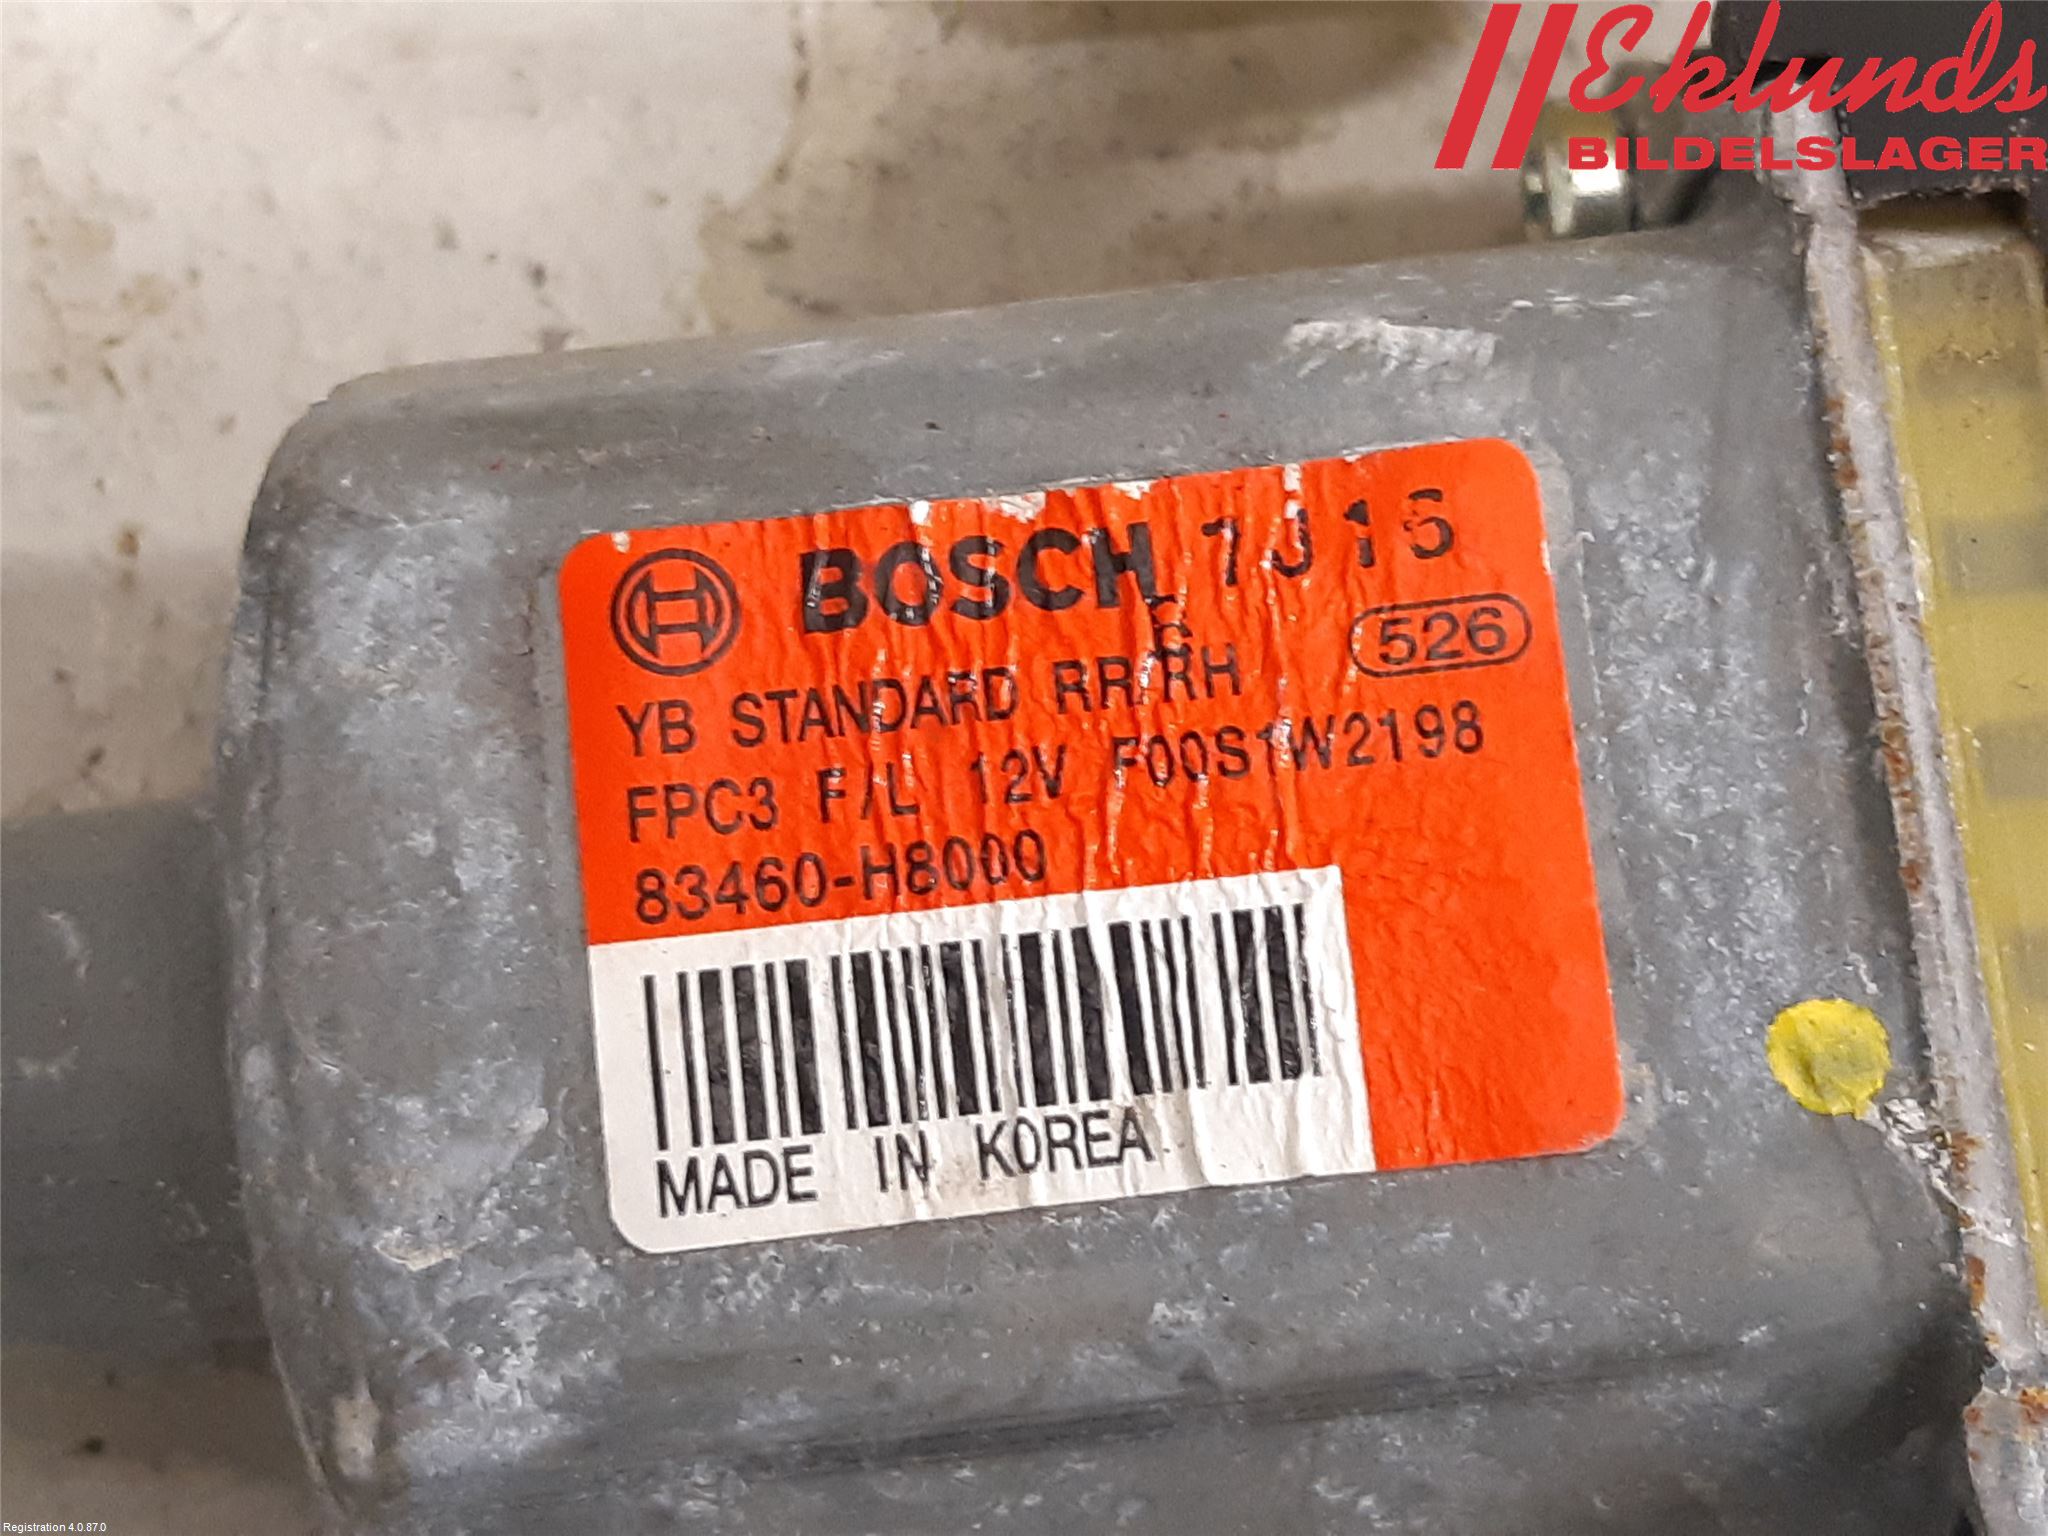 Eklunds
BILDELSLAGER
BOSCH 7J16
526
YB STANDARD RR RH
FPC3 F/L 12V F00S1W2198
83460-H8000
MADE IN KOREA
Registration 4.0.87.0